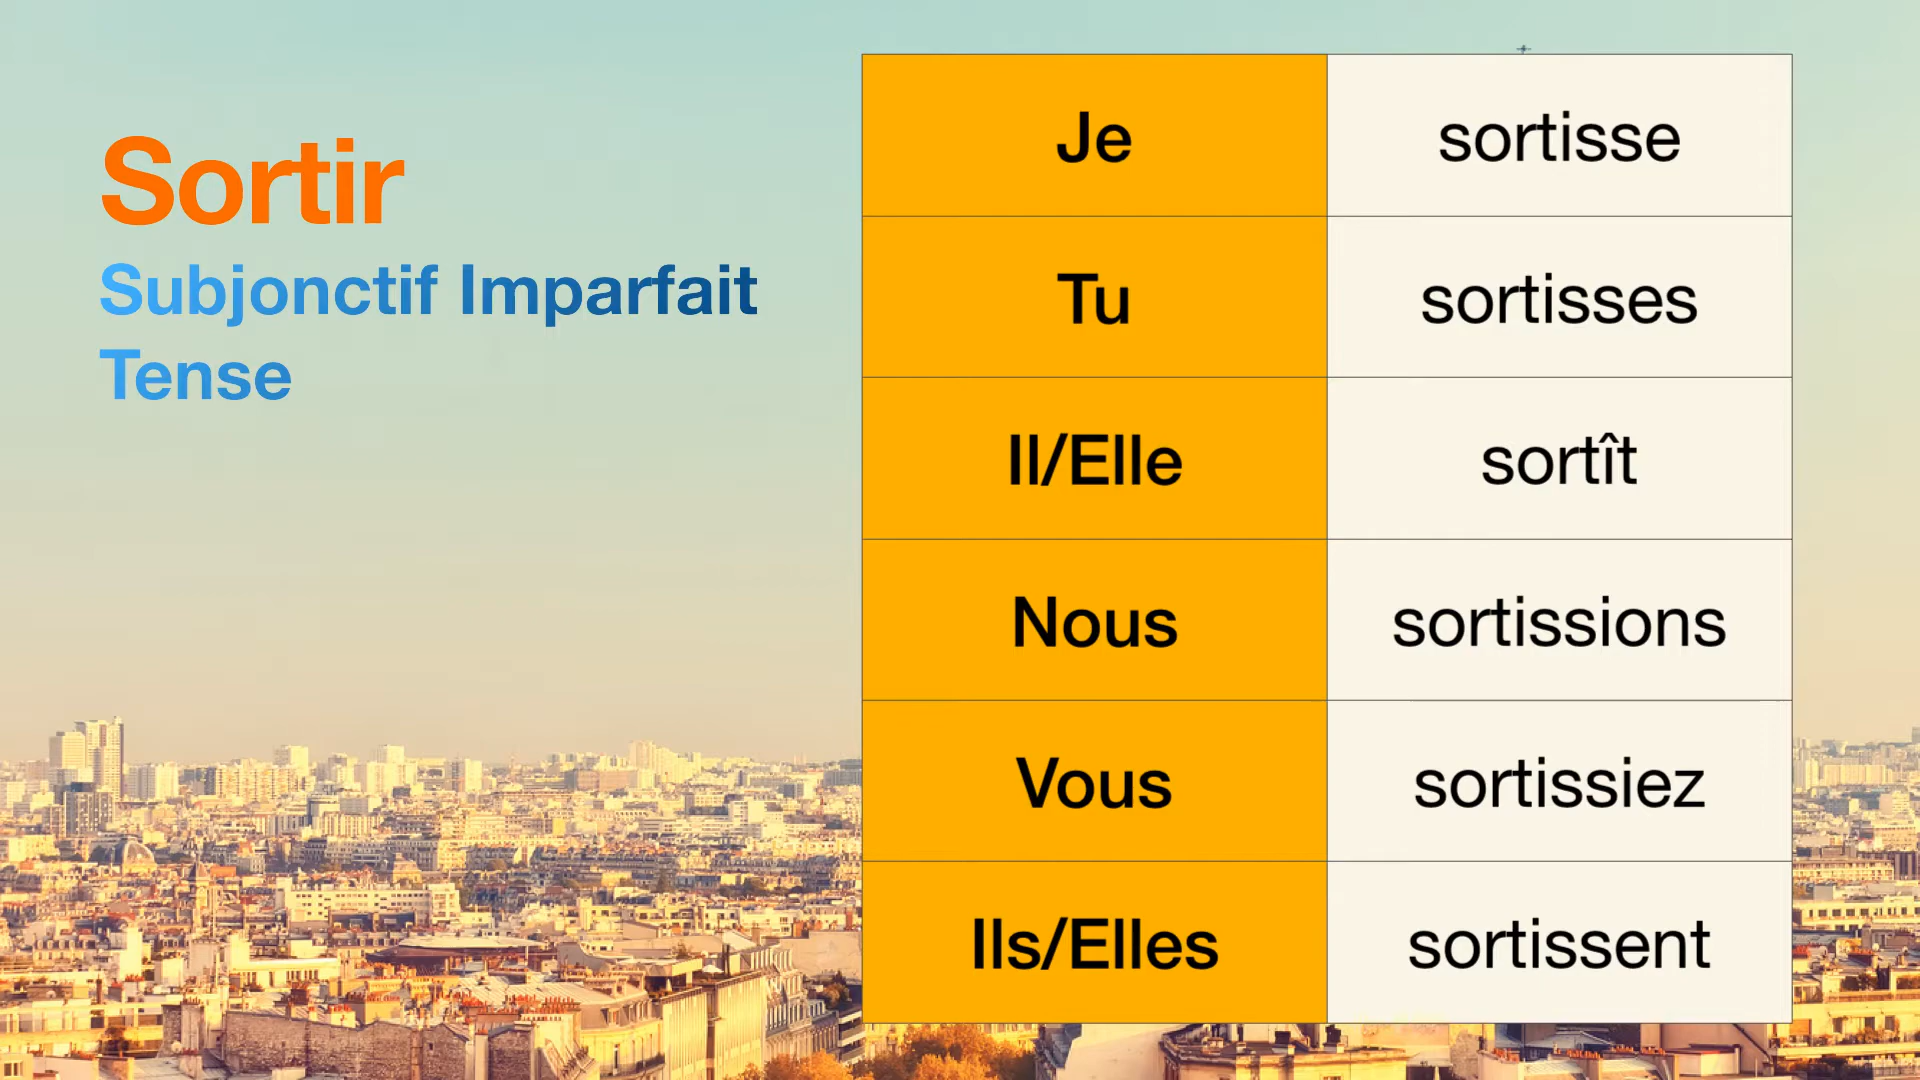 Sortir
Subjonctif Imparfait
Tense
Je sortisse
Tu sortisses
Il/Elle sortît
Nous sortissions
Vous sortissiez
Ils/Elles sortissent